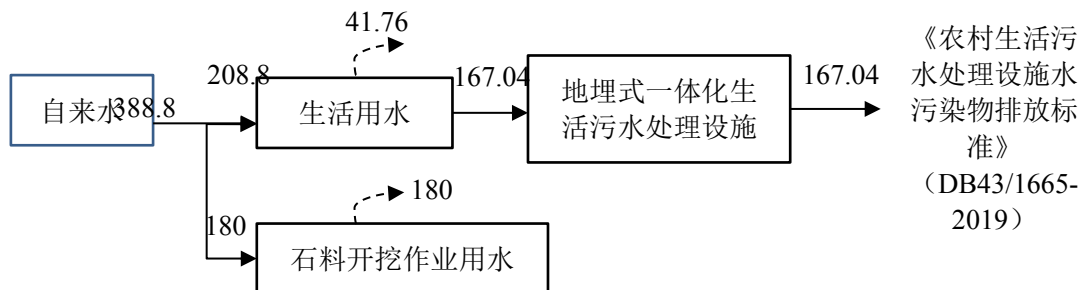 41.76
208.8
167.04
167.04
自来水
388.8
生活用水
地埋式一体化生
活污水处理设施
《农村生活污
水处理设施水
污染物排放标
准》
（DB43/1665-
2019）
180
180
石料开挖作业用水